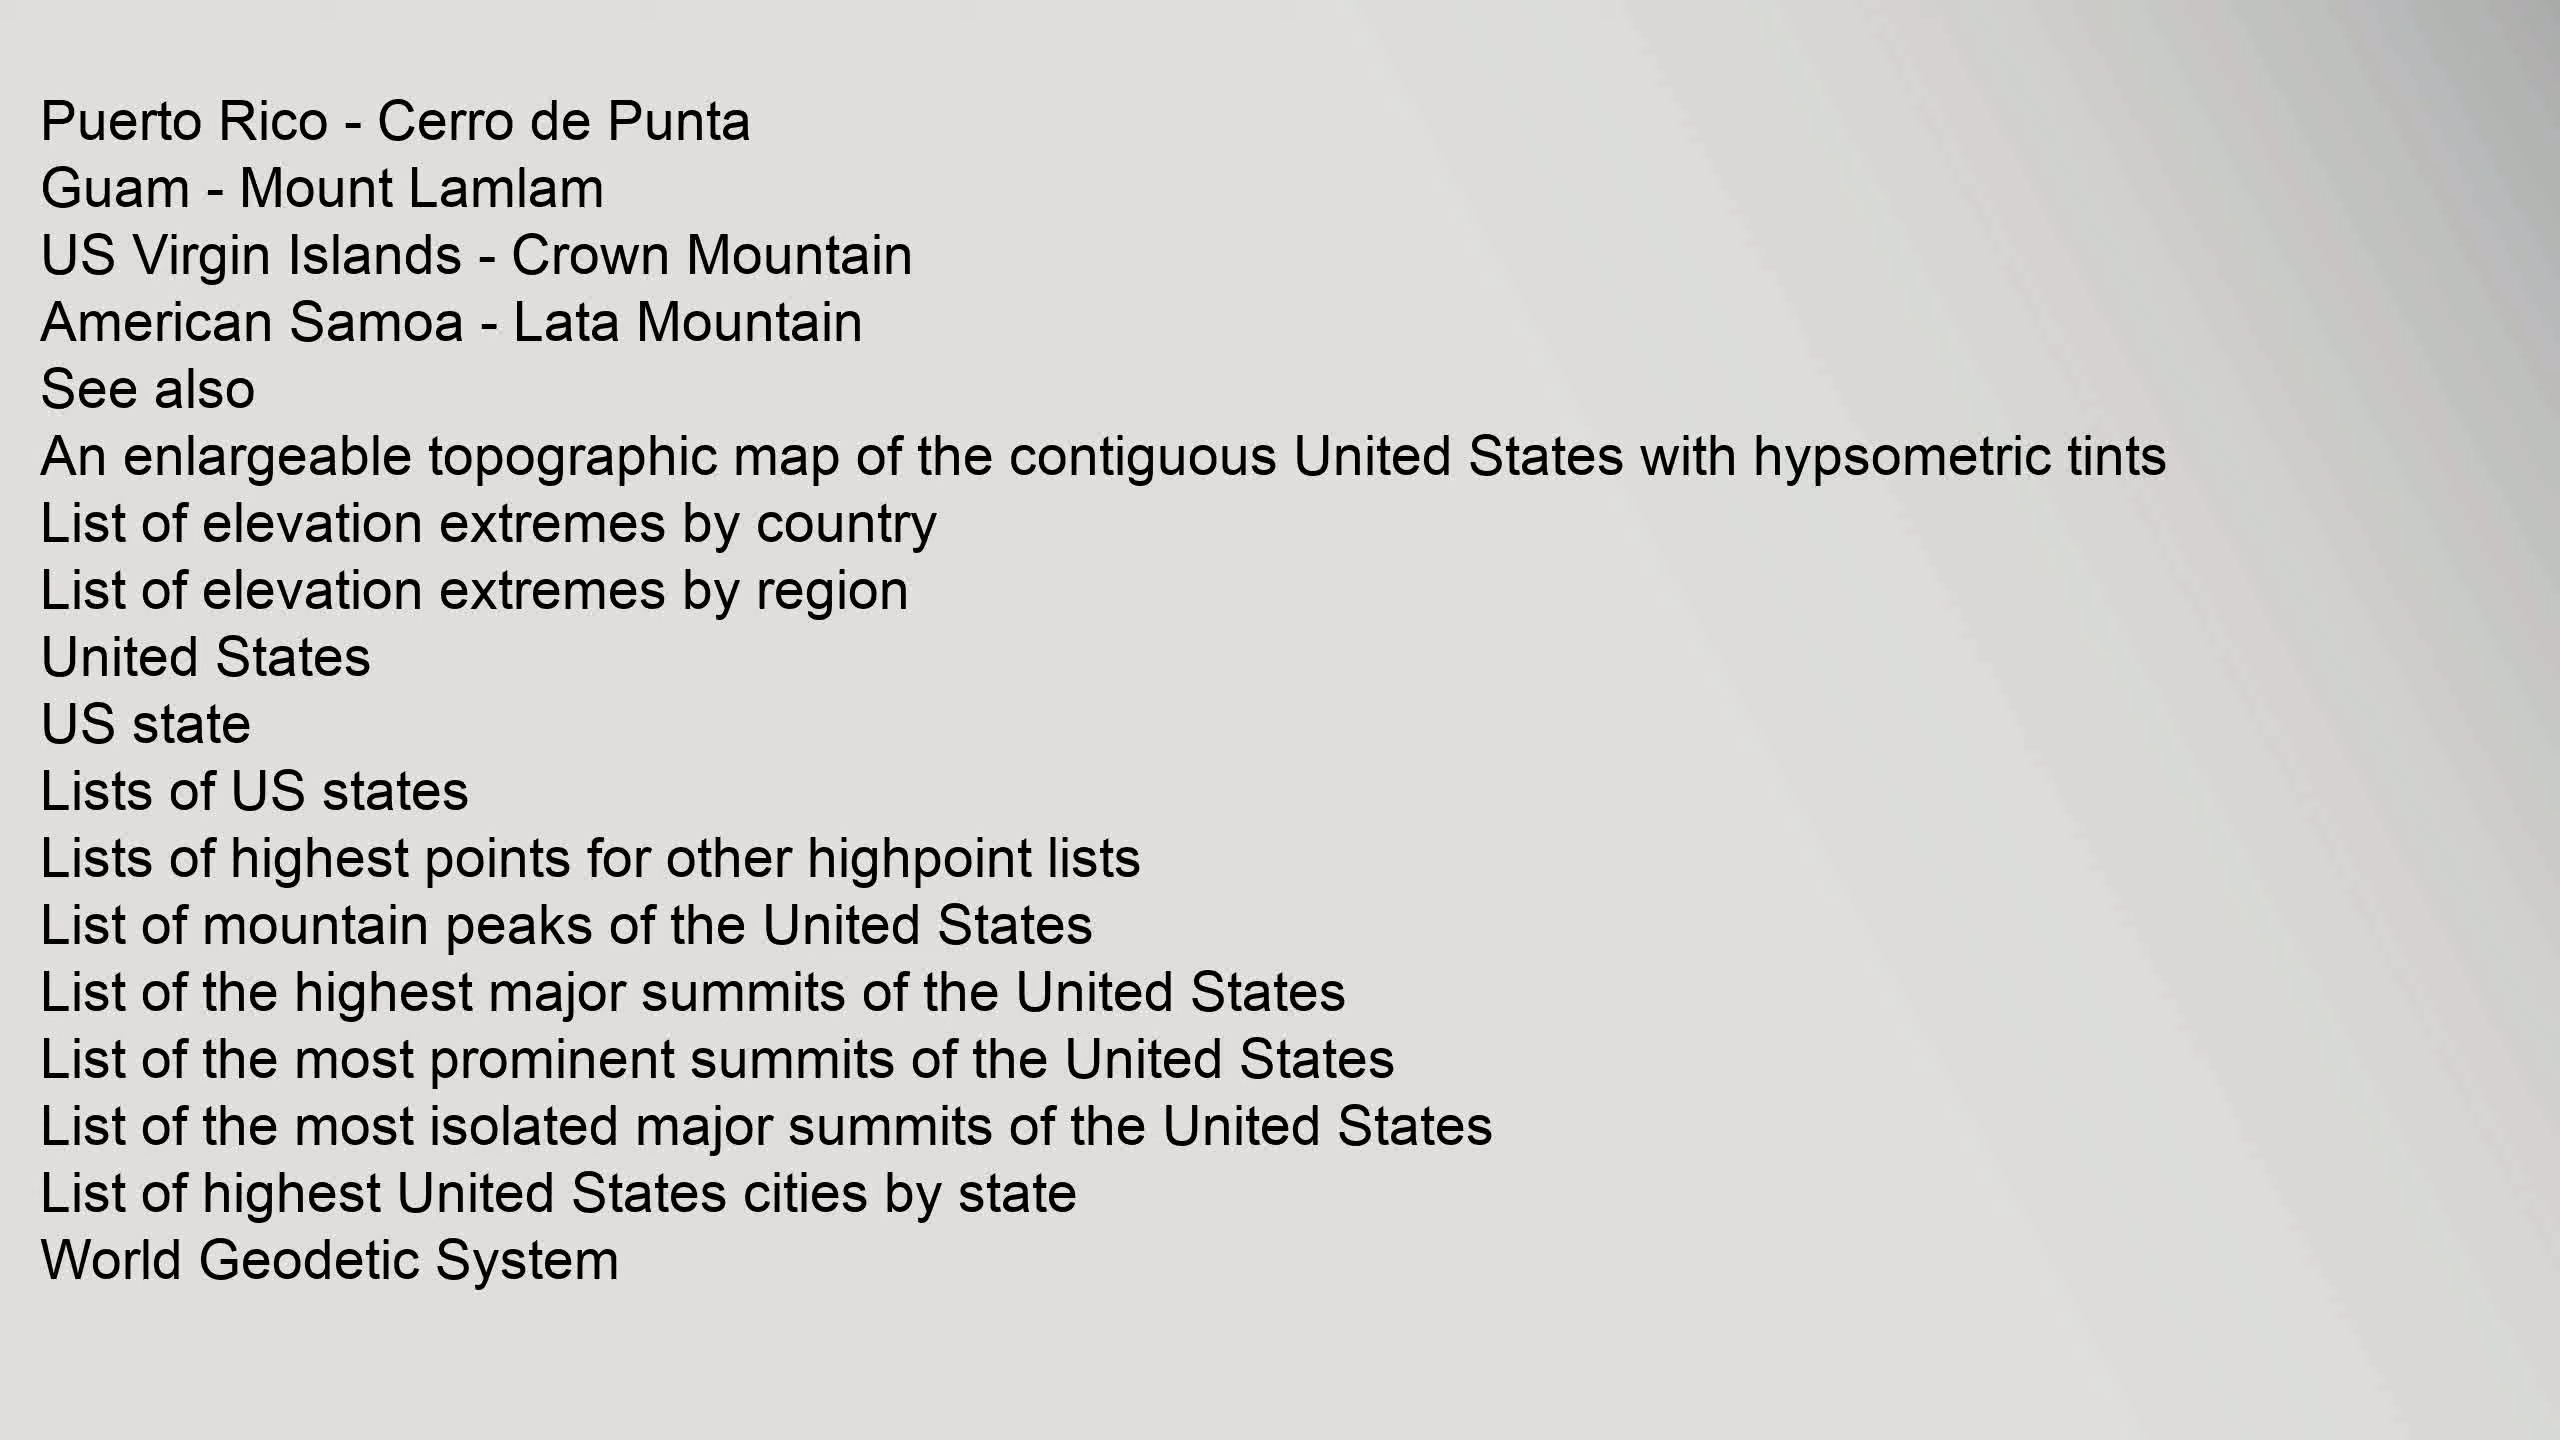 Puerto Rico - Cerro de Punta
Guam - Mount Lamlam
US Virgin Islands - Crown Mountain
American Samoa - Lata Mountain
See also
An enlargeable topographic map of the contiguous United States with hypsometric tints
List of elevation extremes by country
List of elevation extremes by region
United States
US state
Lists of US states
Lists of highest points for other highpoint lists
List of mountain peaks of the United States
List of the highest major summits of the United States
List of the most prominent summits of the United States
List of the most isolated major summits of the United States
List of highest United States cities by state
World Geodetic System